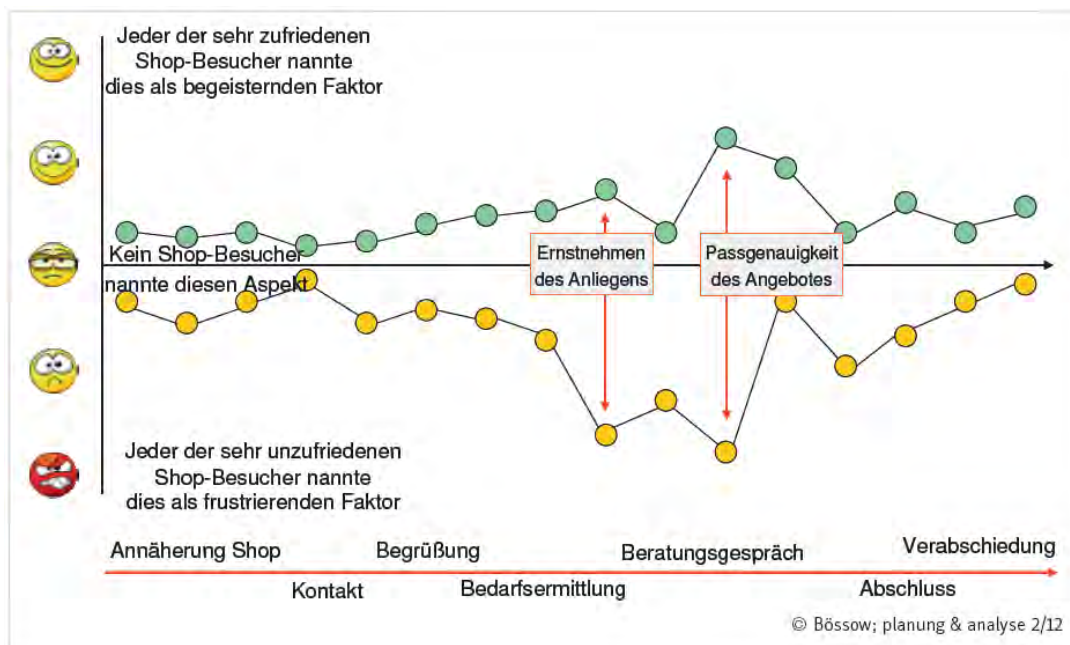 Jeder der sehr zufriedenen
Shop-Besucher nannte
dies als begeisternden Faktor
Kein Shop-Besucher
nannte diesen Aspekt
Ernstnehmen
des Anliegens
Passgenauigkeit
des Angebotes
Jeder der sehr unzufriedenen
Shop-Besucher nannte
dies als frustrierenden Faktor
Annäherung Shop
Kontakt
Begrüßung
Bedarfsermittlung
Beratungsgespräch
Abschluss
Verabschiedung
© Bössow; planung & analyse 2/12